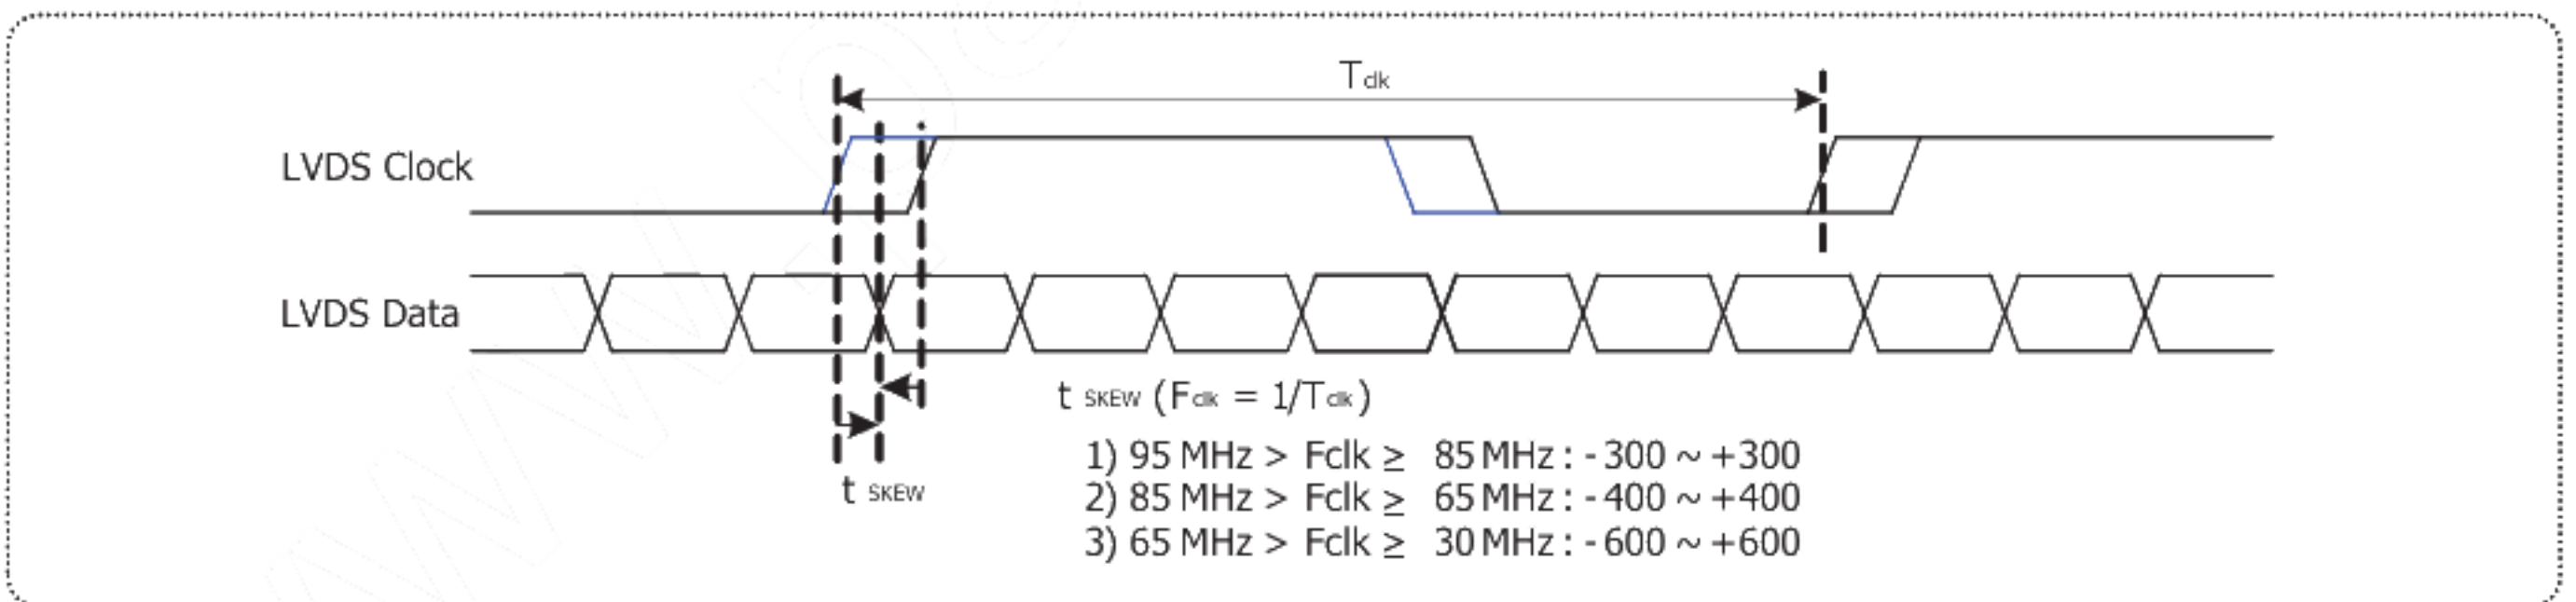 Tclk
LVDS Clock
LVDS Data
t SKEW (Fclk = 1/Tclk)
1) 95 MHz > Fclk ≥ 85 MHz : - 300 ~ +300
2) 85 MHz > Fclk ≥ 65 MHz : - 400 ~ +400
t SKEW
3) 65 MHz > Fclk ≥ 30 MHz : - 600 ~ +600